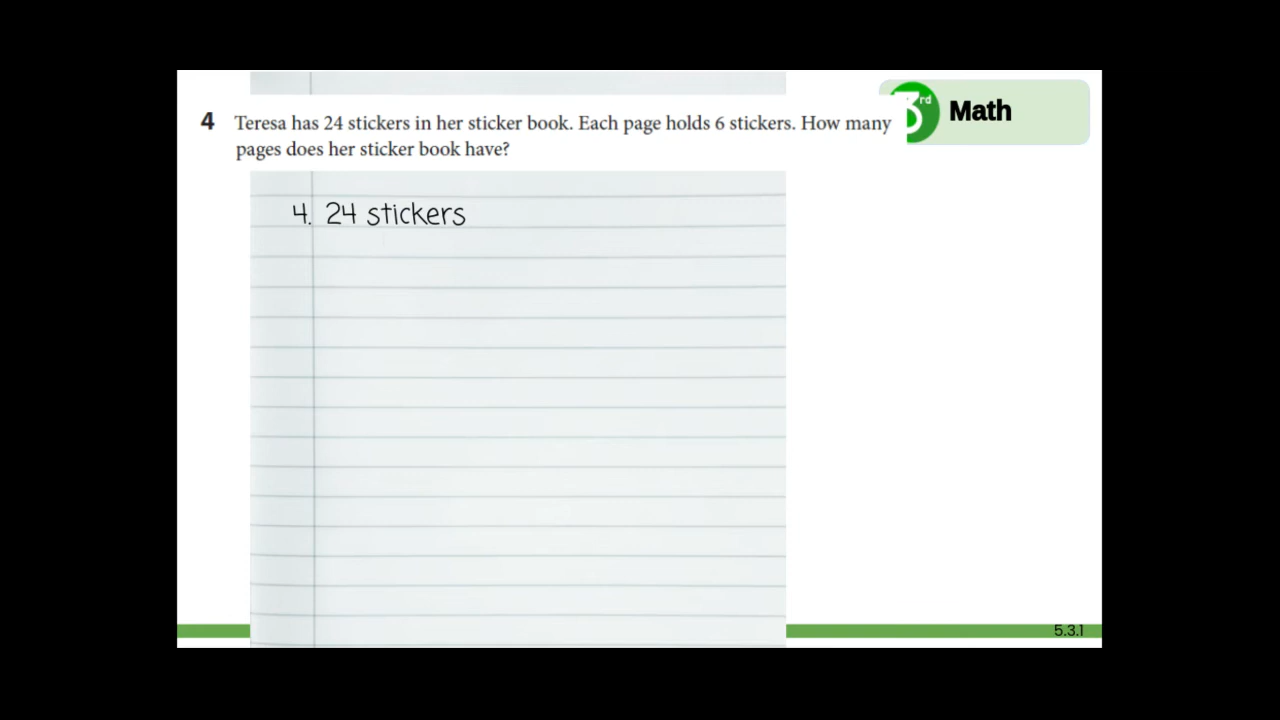 3rd Math
4 Teresa has 24 stickers in her sticker book. Each page holds 6 stickers. How many
pages does her sticker book have?
4. 24 stickers
5.3.1